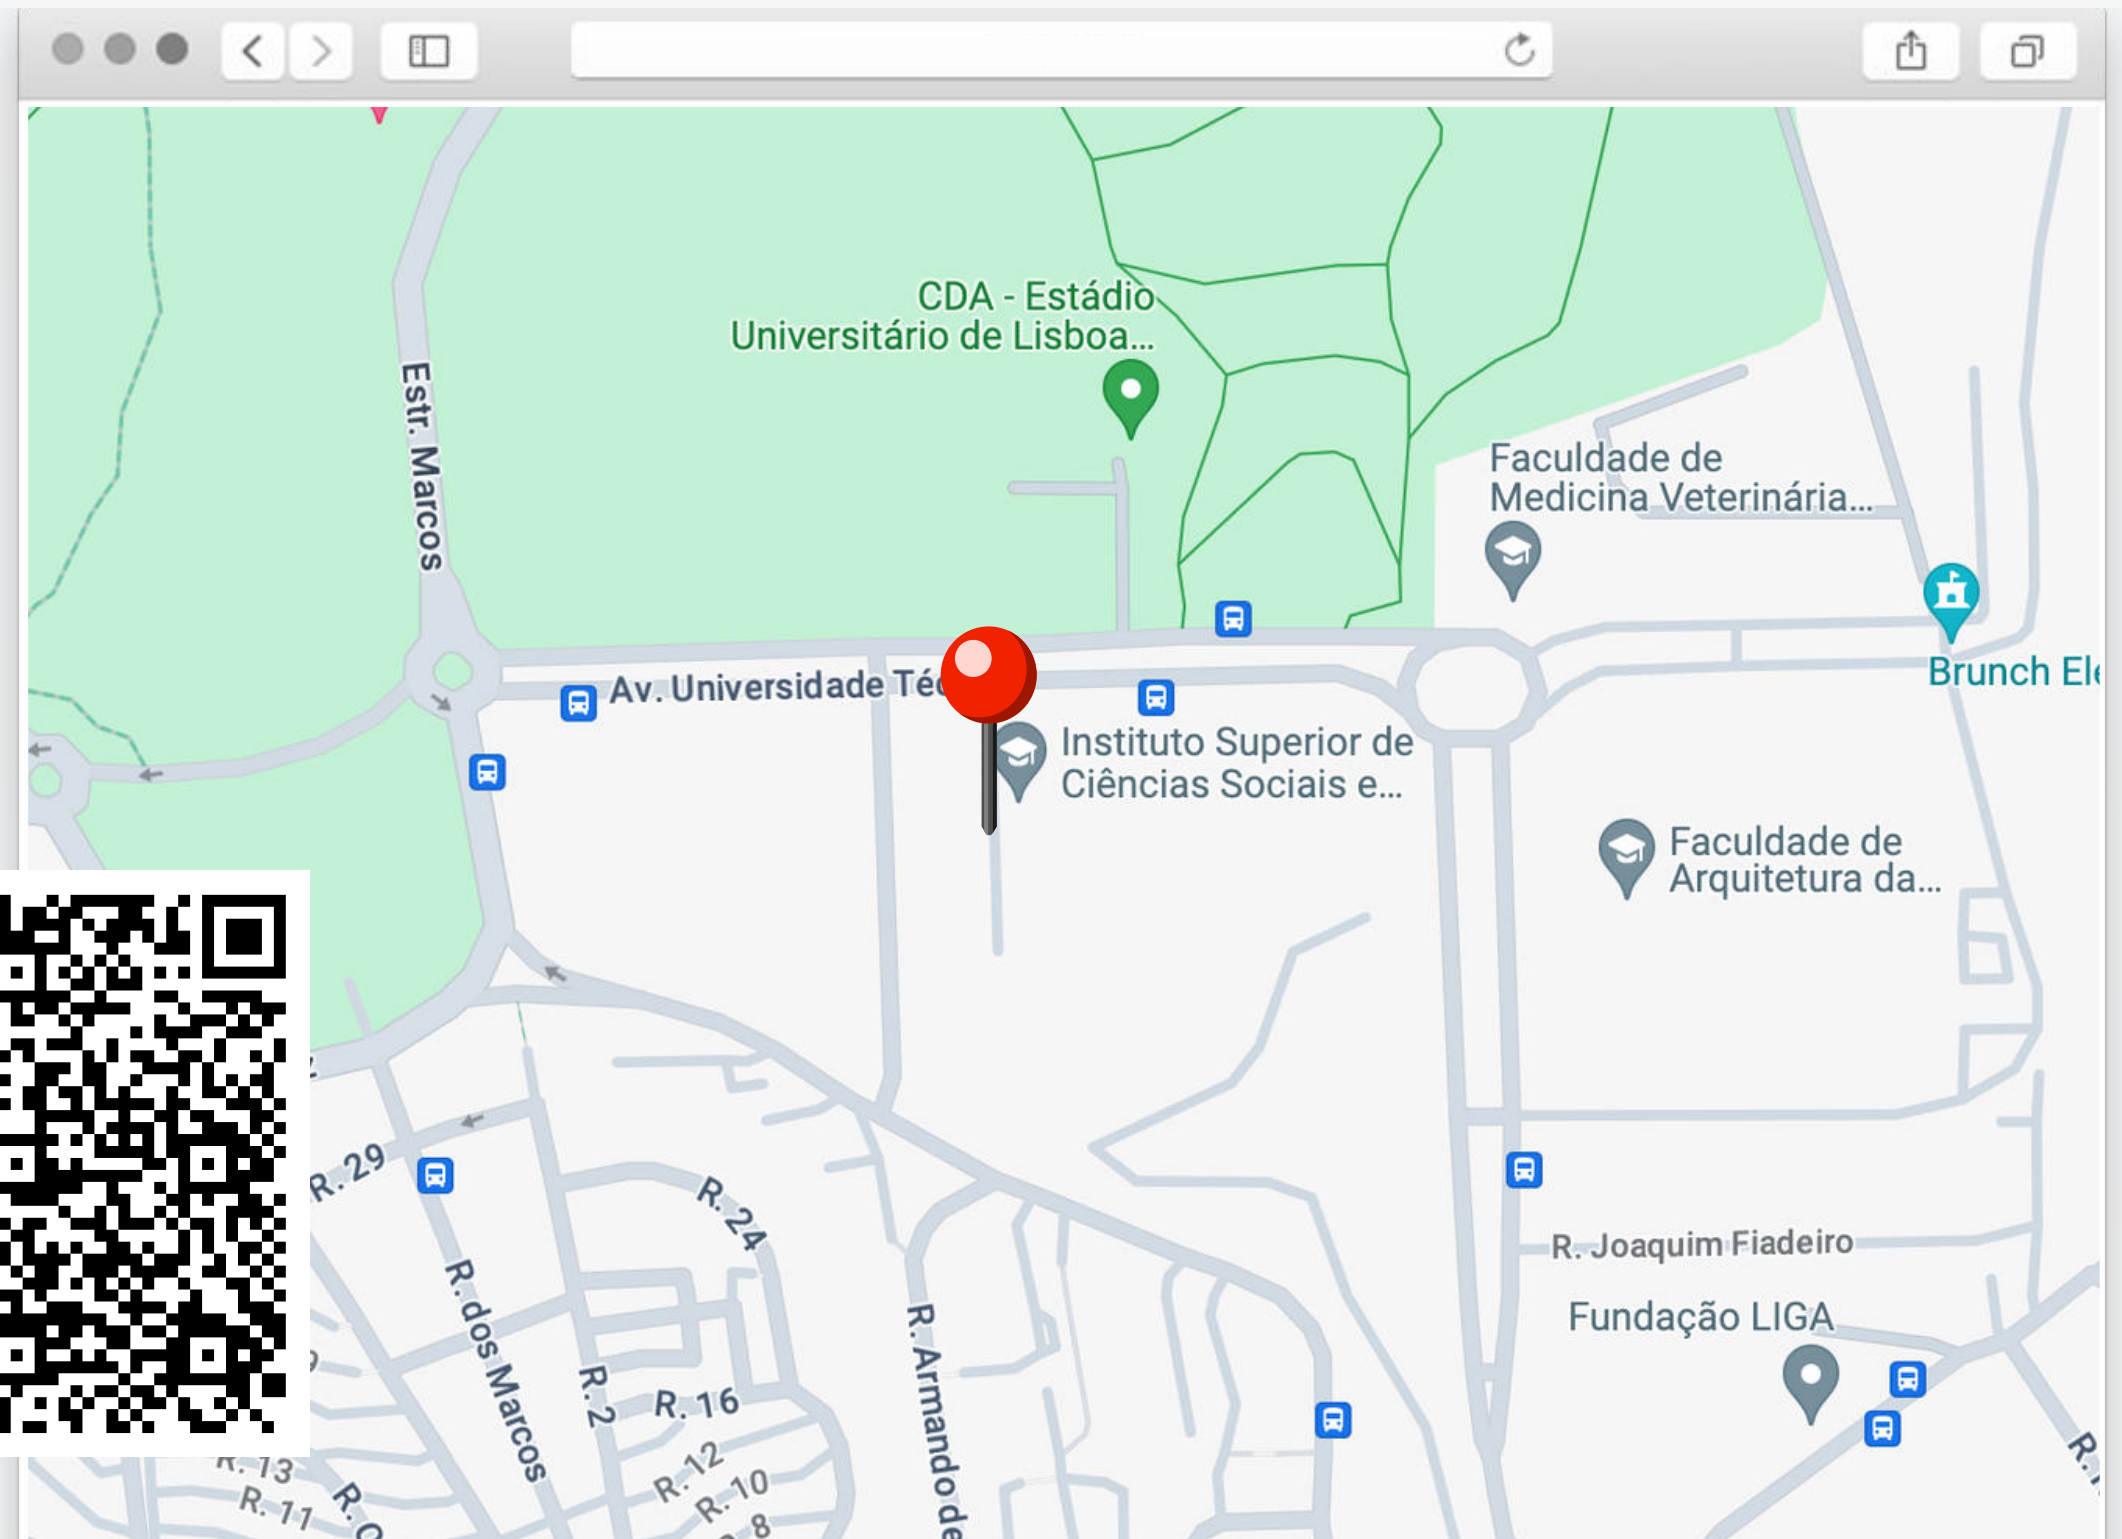 CDA - Estádio
Universitário de Lisboa...
Estr. Marcos
Faculdade de
Medicina Veterinária...
Av. Universidade
Brunch
Instituto Superior de
Ciências Sociais e...
Faculdade de
Arquitetura da...
R. 29
R. 24
R. Joaquim Fiadeiro
Fundação LIGA
R. dos Marcos
R. 2
R. 16
R. Armando de
R. 12
R. 13
R. 10
R. 11
8